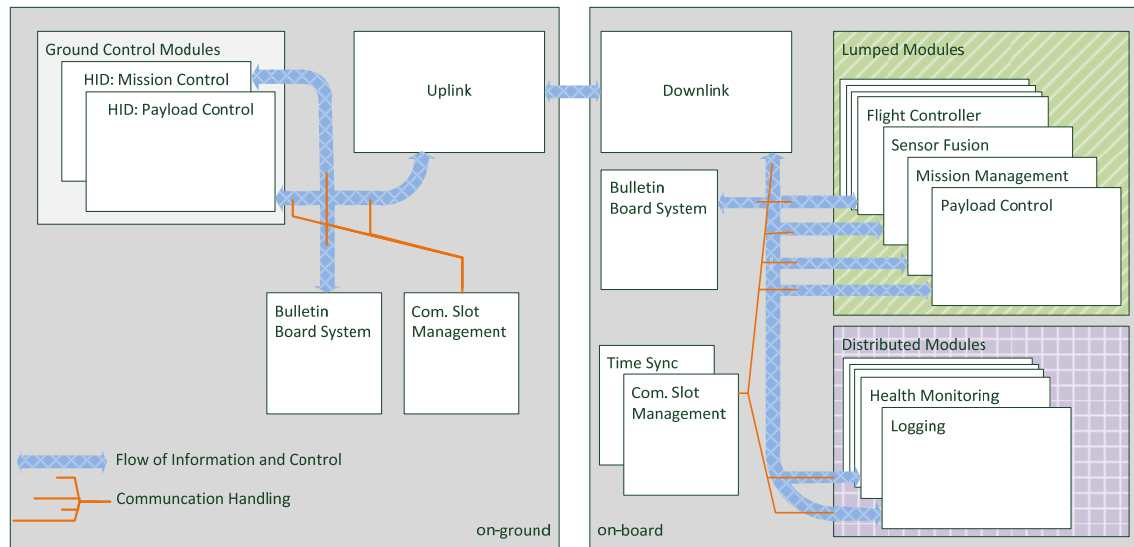 Ground Control Modules
HID: Mission Control
HID: Payload Control
Uplink
Bulletin
Board System
Com. Slot
Management
Flow of Information and Control
Communcation Handling
on-ground
Downlink
Bulletin
Board System
Time Sync
Com. Slot
Management
Lumped Modules
Flight Controller
Sensor Fusion
Mission Management
Payload Control
Distributed Modules
Health Monitoring
Logging
on-board